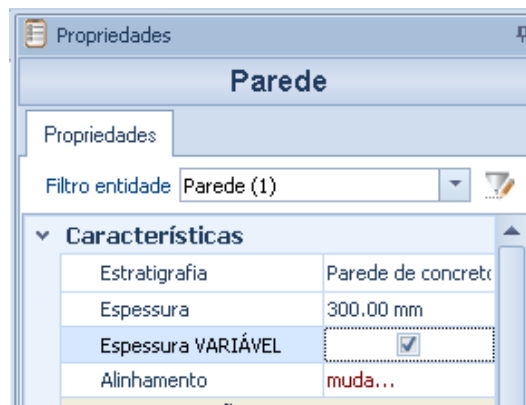 Propriedades
Parede
Propriedades
Filtro entidade Parede (1)
Características
Estratigrafia Parede de concreto
Espessura 300.00 mm
Espessura VARIÁVEL
Alinhamento muda...